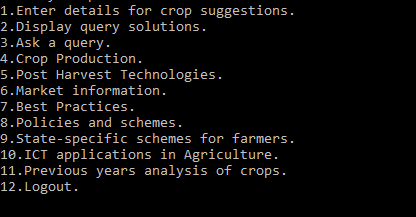 1.Enter details for crop suggestions.
2.Display query solutions.
3.Ask a query.
4.Crop Production.
5.Post Harvest Technologies.
6.Market information.
7.Best Practices.
8.Policies and schemes.
9.State-specific schemes for farmers.
10.ICT applications in Agriculture.
11.Previous years analysis of crops.
12.Logout.